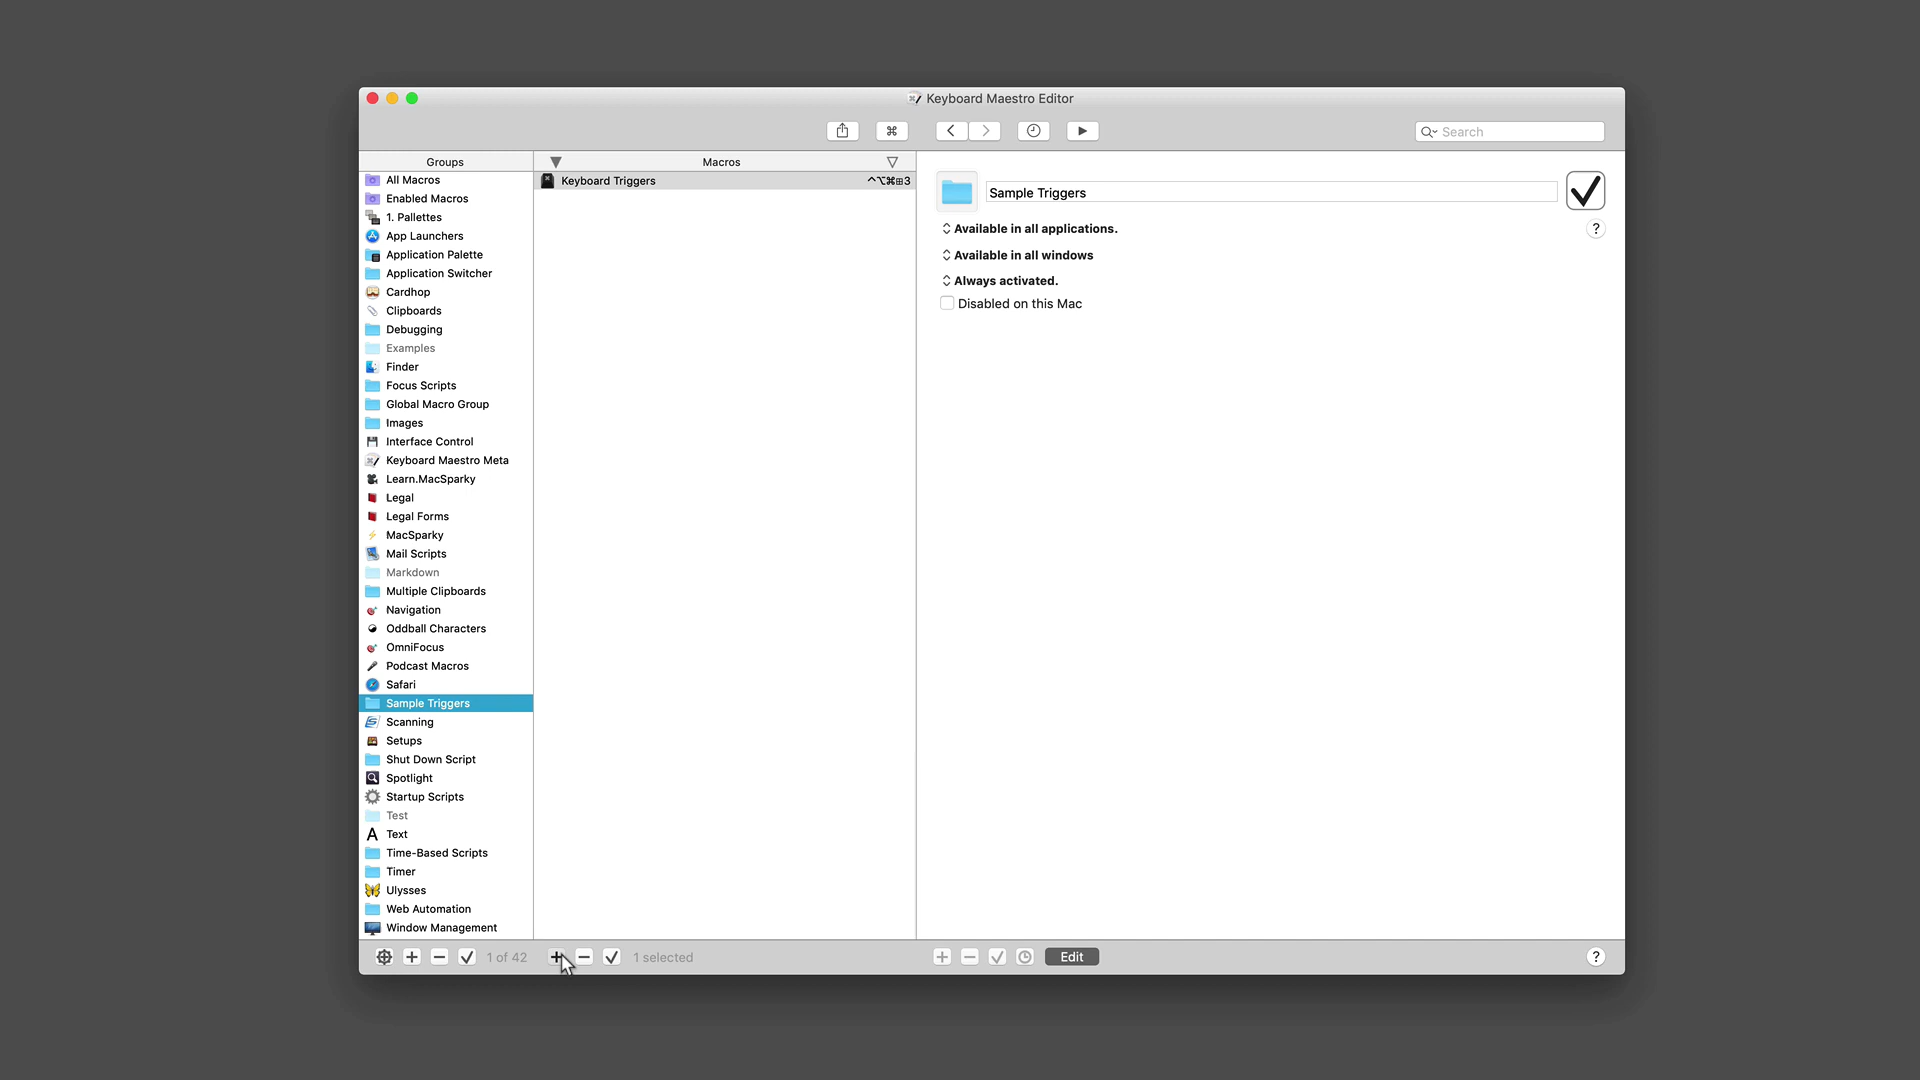 Keyboard Maestro Editor
Search
Groups
Macros
All Macros
Enabled Macros
1. Pallettes
App Launchers
Application Palette
Application Switcher
Cardhop
Clipboards
Debugging
Examples
Finder
Focus Scripts
Global Macro Group
Images
Interface Control
Keyboard Maestro Meta
Learn.MacSparky
Legal
Legal Forms
MacSparky
Mail Scripts
Markdown
Multiple Clipboards
Navigation
Oddball Characters
OmniFocus
Podcast Macros
Safari
Sample Triggers
Scanning
Setups
Shut Down Script
Spotlight
Startup Scripts
Test
Text
Time-Based Scripts
Timer
Ulysses
Web Automation
Window Management
1 of 42
Keyboard Triggers ⌃⌥⌘⊞3
1 selected
Sample Triggers
Available in all applications.
?
Available in all windows
Always activated.
Disabled on this Mac
Edit
?